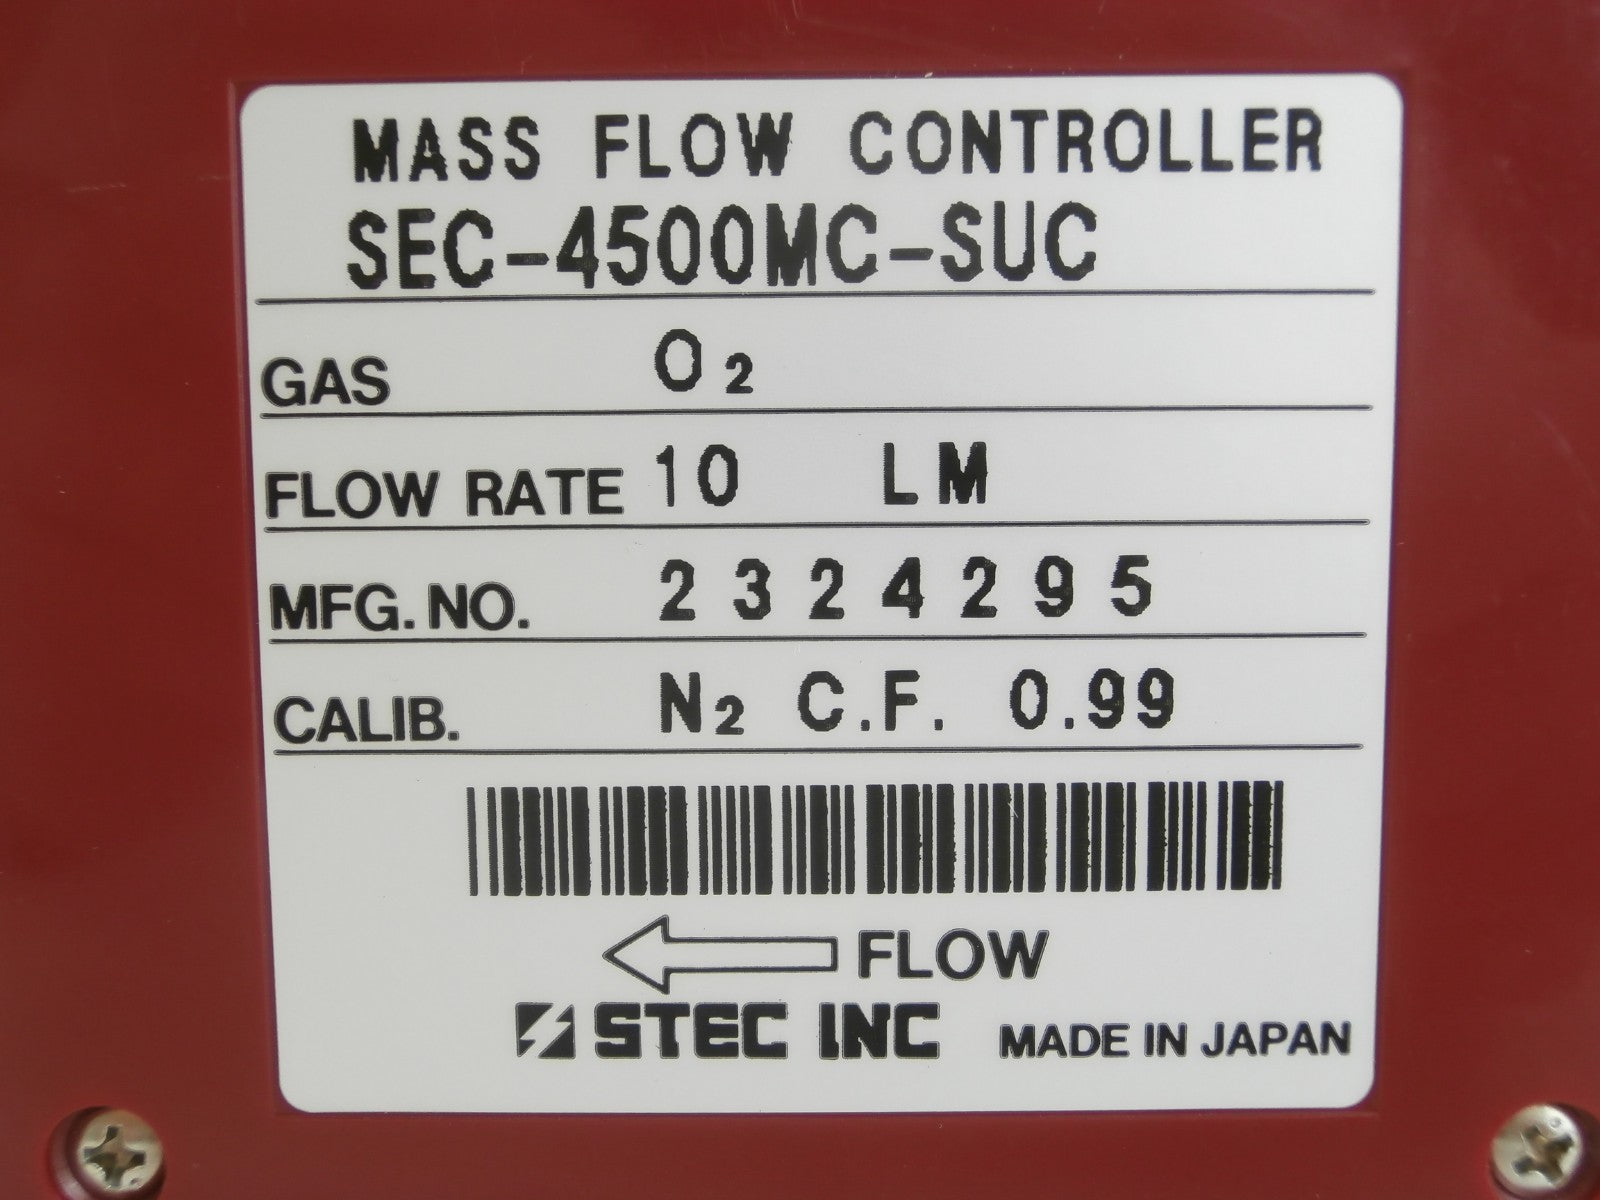 MASS FLOW CONTROLLER
SEC-4500MC-SUC
GAS O2
FLOW RATE 10 LM
MFG. NO. 2324295
CALIB. N2 C.F. 0.99
FLOW
STEC INC MADE IN JAPAN